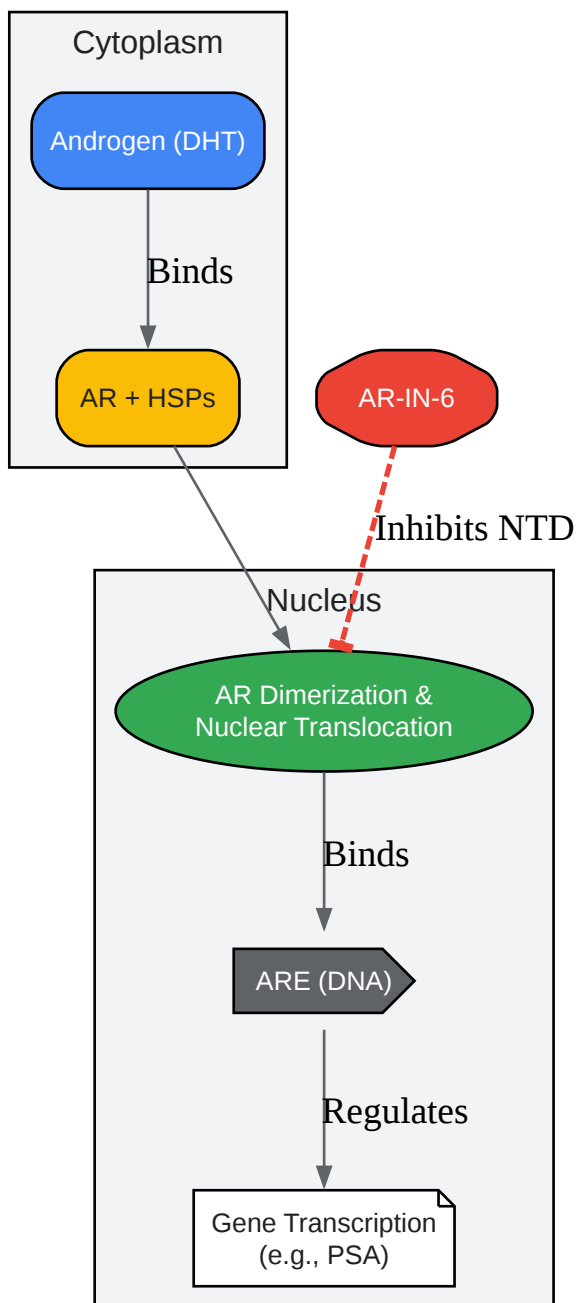 Cytoplasm
Androgen (DHT)
Binds
AR + HSPs
AR-IN-6
Inhibits NTD
Nucleus
AR Dimerization &
Nuclear Translocation
Binds
ARE (DNA)
Regulates
Gene Transcription
(e.g., PSA)